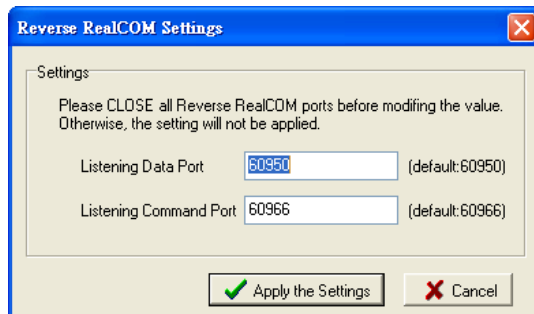 Reverse RealCOM Settings
Settings
Please CLOSE all Reverse RealCOM ports before modifing the value.
Otherwise, the setting will not be applied.
Listening Data Port 60950 (default:60950)
Listening Command Port 60966 (default:60966)
Apply the Settings Cancel